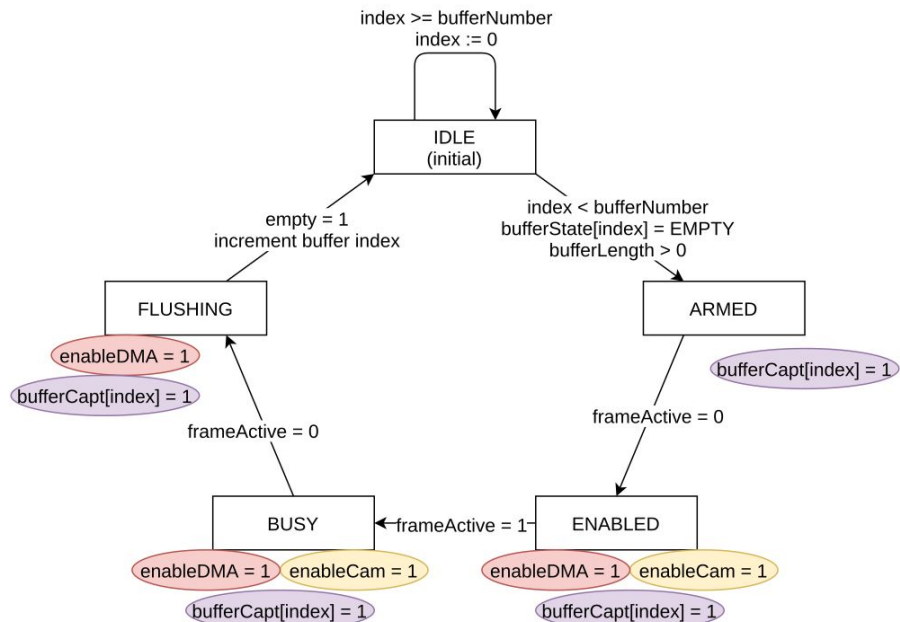 index >= bufferNumber
index := 0
IDLE
(initial)
empty = 1
increment buffer index
index < bufferNumber
bufferState[index] = EMPTY
bufferLength > 0
FLUSHING
ARMED
enableDMA = 1
bufferCapt[index] = 1
bufferCapt[index] = 1
frameActive = 0
frameActive = 0
BUSY
frameActive = 1
ENABLED
enableDMA = 1
enableCam = 1
enableDMA = 1
enableCam = 1
bufferCapt[index] = 1
bufferCapt[index] = 1